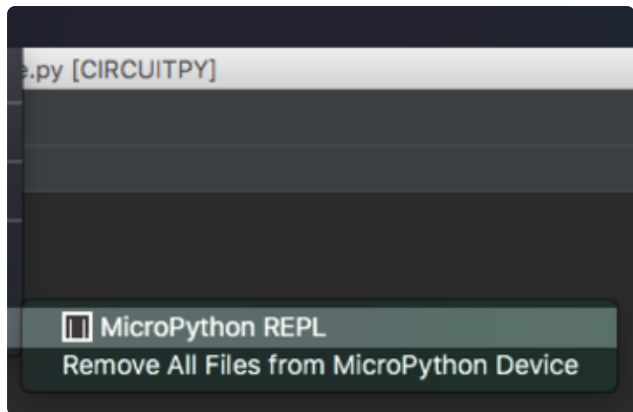 .py [CIRCUITPY]
MicroPython REPL
Remove All Files from MicroPython Device